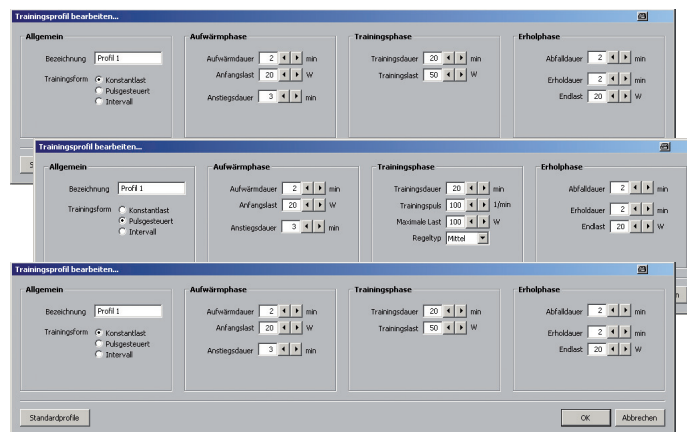 Trainingsprofil bearbeiten...
Allgemein
Bezeichnung Profil 1
Trainingsform Konstantlast
Pulsgesteuert
Intervall
Aufwärmphase
Aufwärmdauer 2 min
Anfangslast 20 W
Anstiegsdauer 3 min
Trainingsphase
Trainingsdauer 20 min
Trainingslast 50 W
Erholphase
Abfalldauer 2 min
Erholdauer 2 min
Endlast 20 W
S
Trainingsprofil bearbeiten...
Allgemein
Bezeichnung Profil 1
Trainingsform Konstantlast
Pulsgesteuert
Intervall
Aufwärmphase
Aufwärmdauer 2 min
Anfangslast 20 W
Anstiegsdauer 3 min
Trainingsphase
Trainingsdauer 20 min
Trainingspuls 100 1/min
Maximale Last 100 W
Regeltyp Mittel
Erholphase
Abfalldauer 2 min
Erholdauer 2 min
Endlast 20 W
n
Trainingsprofil bearbeiten...
Allgemein
Bezeichnung Profil 1
Trainingsform Konstantlast
Pulsgesteuert
Intervall
Aufwärmphase
Aufwärmdauer 2 min
Anfangslast 20 W
Anstiegsdauer 3 min
Trainingsphase
Trainingsdauer 20 min
Trainingslast 50 W
Erholphase
Abfalldauer 2 min
Erholdauer 2 min
Endlast 20 W
Standardprofile
OK
Abbrechen